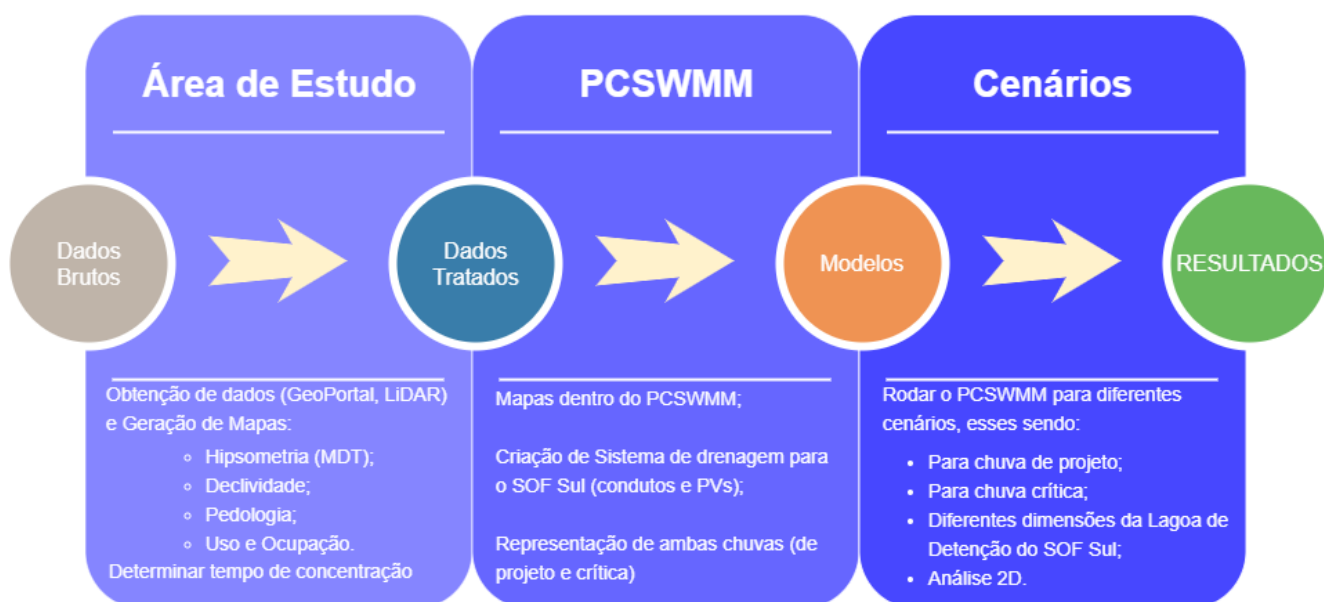 Área de Estudo
PCSWMM
Cenários
Dados
Brutos
Dados
Tratados
Modelos
RESULTADOS
Obtenção de dados (GeoPortal, LiDAR)
e Geração de Mapas:
Hipsometria (MDT);
Declividade;
Pedologia;
Uso e Ocupação.
Determinar tempo de concentração
Mapas dentro do PCSWMM;
Criação de Sistema de drenagem para
o SOF Sul (condutos e PVs);
Representação de ambas chuvas (de
projeto e crítica)
Rodar o PCSWMM para diferentes
cenários, esses sendo:
Para chuva de projeto;
Para chuva crítica;
Diferentes dimensões da Lagoa de
Detenção do SOF Sul;
Análise 2D.